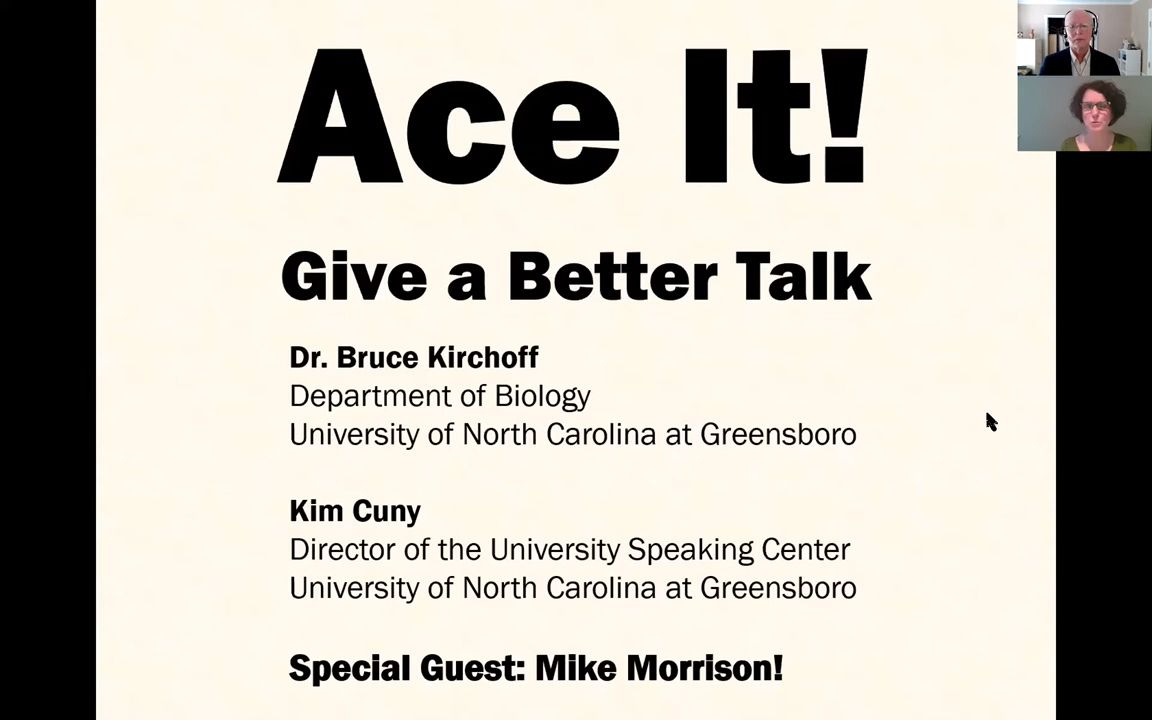 Ace It!
Give a Better Talk
Dr. Bruce Kirchoff
Department of Biology
University of North Carolina at Greensboro
Kim Cuny
Director of the University Speaking Center
University of North Carolina at Greensboro
Special Guest: Mike Morrison!